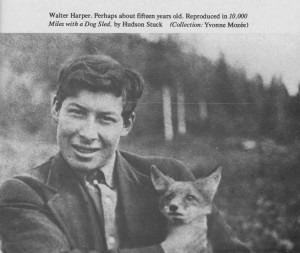 Walter Harper. Perhaps about fifteen years old. Reproduced in 10,000
Miles with a Dog Sled, by Hudson Stuck (Collection: Yvonne Mozée)